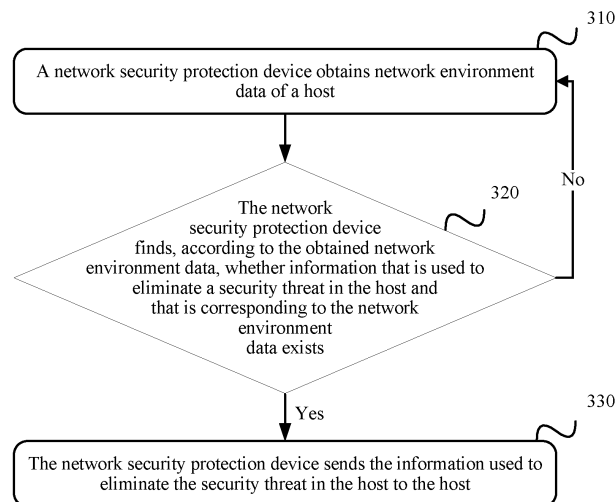 310
A network security protection device obtains network environment
data of a host
320
No
The network
security protection device
finds, according to the obtained network
environment data, whether information that is used to
eliminate a security threat in the host and
that is corresponding to the network
environment
data exists
Yes
330
The network security protection device sends the information used to
eliminate the security threat in the host to the host